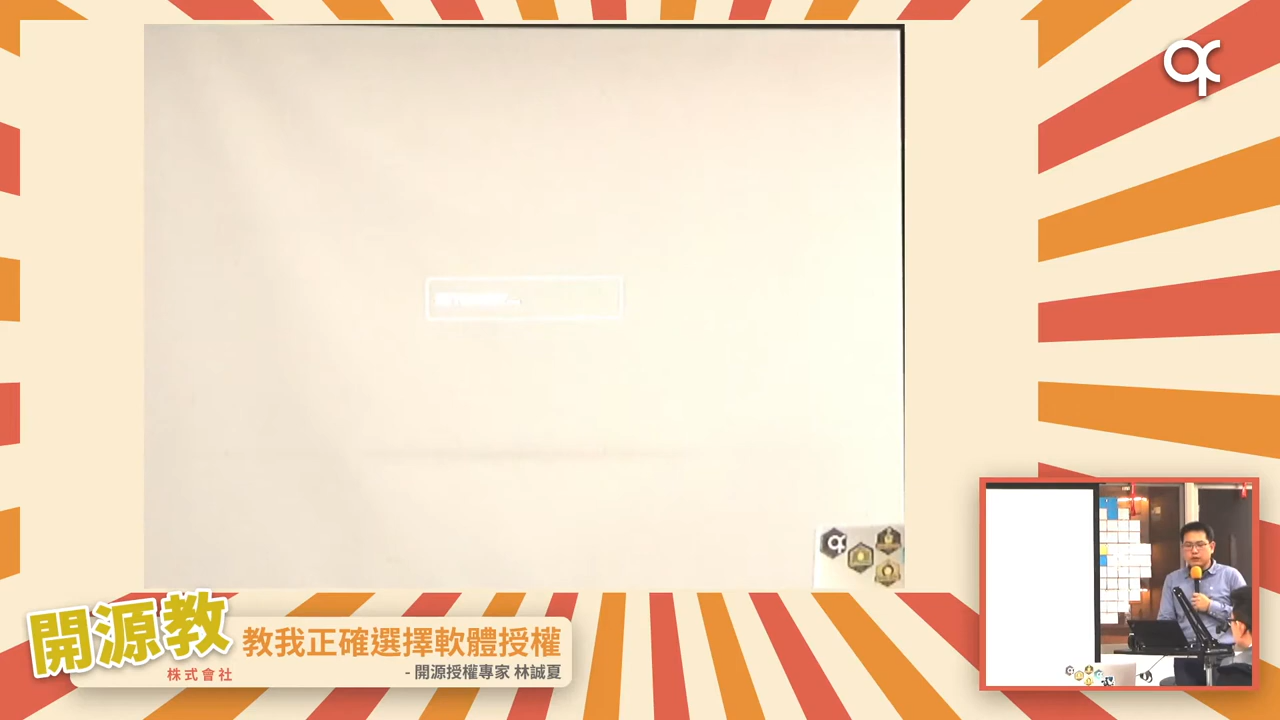 開源教
株式會社
教我正確選擇軟體授權
- 開源授權專家 林誠夏